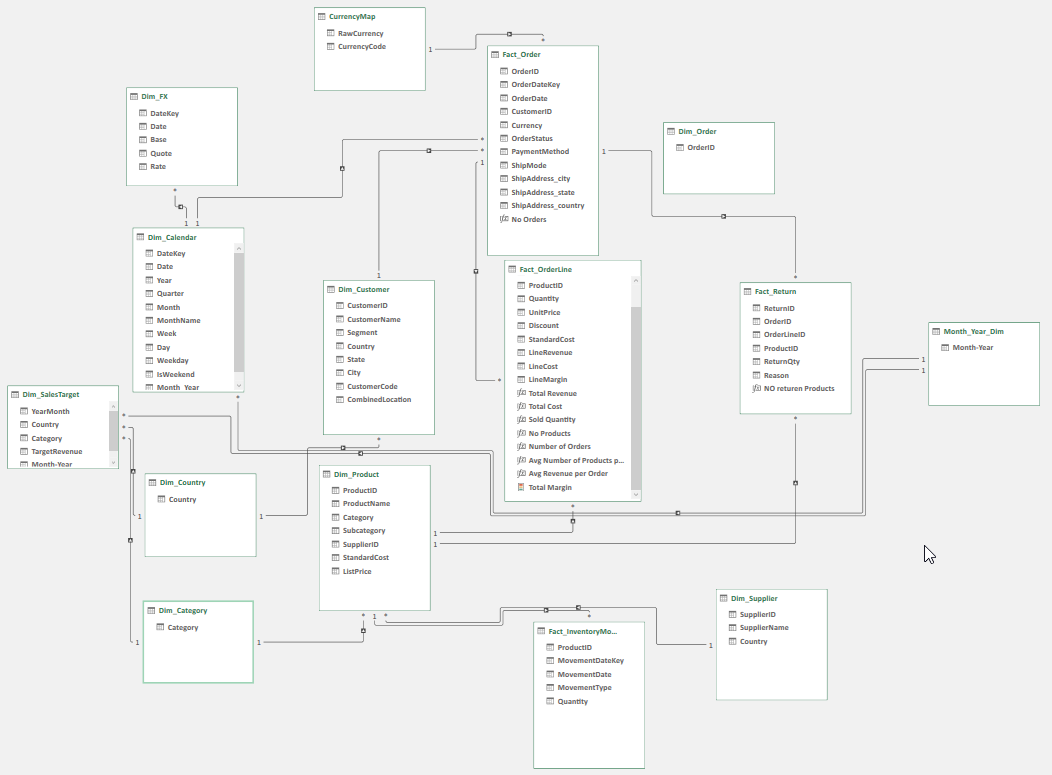 CurrencyMap
RawCurrency
CurrencyCode
1
*
Fact_Order
OrderID
OrderDateKey
OrderDate
CustomerID
Currency
OrderStatus
PaymentMethod
ShipMode
ShipAddress_city
ShipAddress_state
ShipAddress_country
No Orders
*
*
1
1
Dim_FX
DateKey
Date
Base
Quote
Rate
*
1
1
Dim_Order
OrderID
Dim_Calendar
DateKey
Date
Year
Quarter
Month
MonthName
Week
Day
Weekday
IsWeekend
Month_Year
*
1
Dim_Customer
CustomerID
CustomerName
Segment
Country
State
City
CustomerCode
CombinedLocation
*
Fact_OrderLine
ProductID
Quantity
UnitPrice
Discount
StandardCost
LineRevenue
LineCost
LineMargin
Total Revenue
Total Cost
Sold Quantity
No Products
Number of Orders
Avg Number of Products p...
Avg Revenue per Order
Total Margin
*
*
*
Fact_Return
ReturnID
OrderID
OrderLineID
ProductID
ReturnQty
Reason
NO returen Products
*
Month_Year_Dim
Month-Year
1
1
Dim_SalesTarget
YearMonth
Country
Category
TargetRevenue
Month-Year
*
*
*
Dim_Country
Country
1
1
Dim_Product
ProductID
ProductName
Category
Subcategory
SupplierID
StandardCost
ListPrice
1
1
* 1 *
Dim_Category
Category
1
1
*
Fact_InventoryMo...
ProductID
MovementDateKey
MovementDate
MovementType
Quantity
Dim_Supplier
SupplierID
SupplierName
Country
1